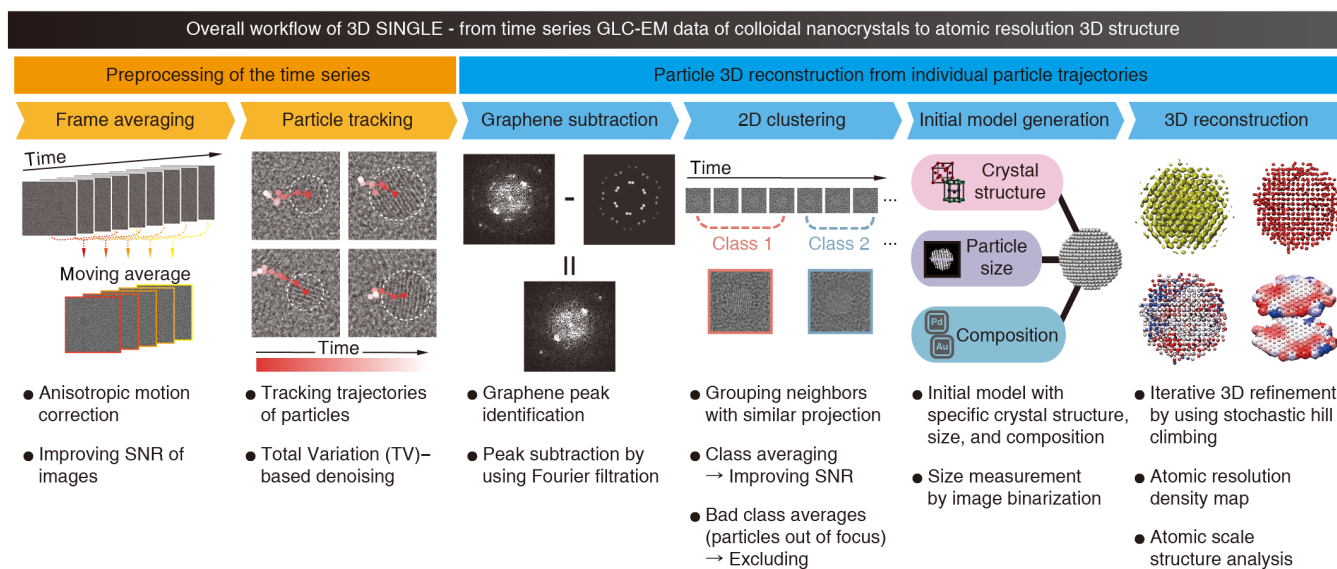 Overall workflow of 3D SINGLE - from time series GLC-EM data of colloidal nanocrystals to atomic resolution 3D structure
Preprocessing of the time series
Particle 3D reconstruction from individual particle trajectories
Frame averaging
Particle tracking
Graphene subtraction
2D clustering
Initial model generation
3D reconstruction
Time
Moving average
● Anisotropic motion
correction
● Improving SNR of
images
Time
● Tracking trajectories
of particles
● Total Variation (TV)–
based denoising
-
=
● Graphene peak
identification
● Peak subtraction by
using Fourier filtration
Time
...
Class 1
Class 2
...
● Grouping neighbors
with similar projection
● Class averaging
→ Improving SNR
● Bad class averages
(particles out of focus)
→ Excluding
Crystal
structure
Particle
size
Pd
Au
Composition
● Initial model with
specific crystal structure,
size, and composition
● Size measurement
by image binarization
● Iterative 3D refinement
by using stochastic hill
climbing
● Atomic resolution
density map
● Atomic scale
structure analysis